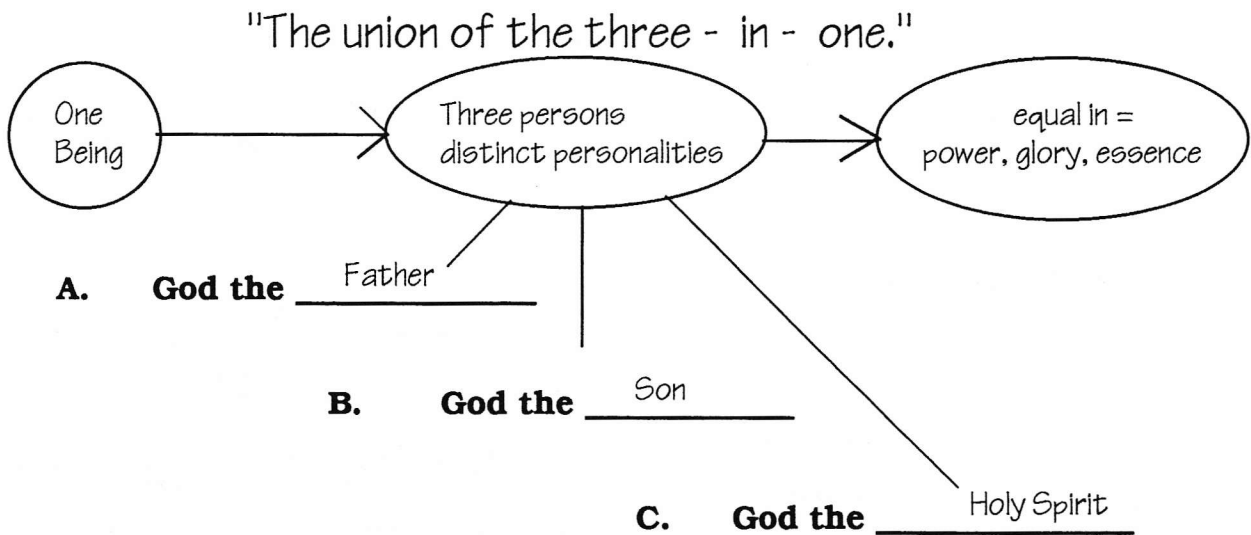 "The union of the three - in - one."
One
Being
Three persons
distinct personalities
equal in =
power, glory, essence
A. God the Father
B. God the Son
C. God the Holy Spirit